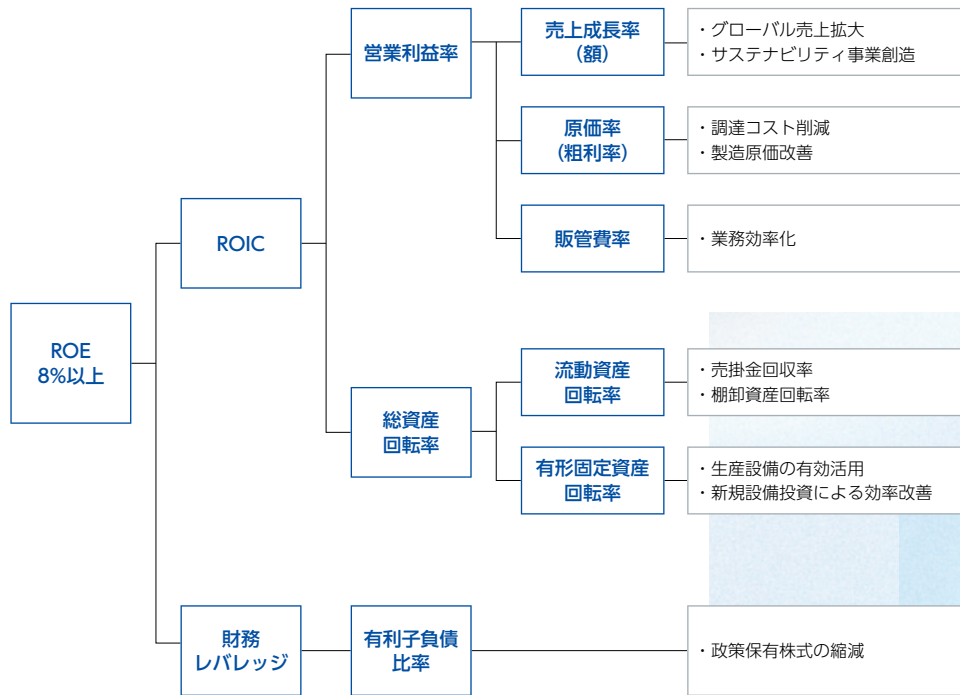 営業利益率
売上成長率
(額)
・グローバル売上拡大
・サステナビリティ事業創造
原価率
(粗利率)
・調達コスト削減
・製造原価改善
販管費率
・業務効率化
ROIC
ROE
8%以上
総資産
回転率
流動資産
回転率
・売掛金回収率
・棚卸資産回転率
有形固定資産
回転率
・生産設備の有効活用
・新規設備投資による効率改善
財務
レバレッジ
有利子負債
比率
・政策保有株式の縮減